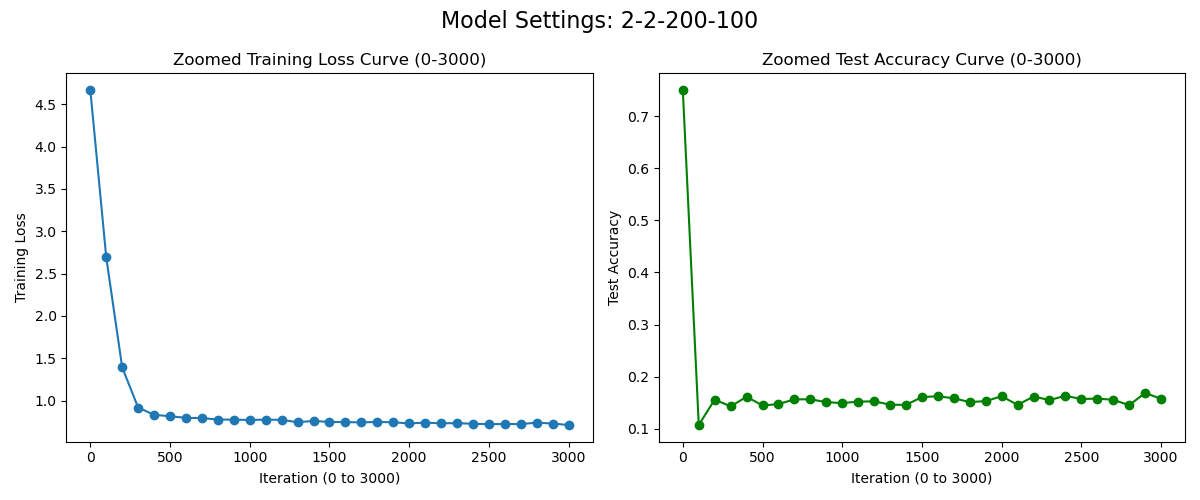 Model Settings: 2-2-200-100
Zoomed Training Loss Curve (0-3000)
4.5
4.0
3.5
3.0
2.5
2.0
1.5
1.0
Training Loss
0 500 1000 1500 2000 2500 3000
Iteration (0 to 3000)
Zoomed Test Accuracy Curve (0-3000)
0.7
0.6
0.5
0.4
0.3
0.2
0.1
Test Accuracy
0 500 1000 1500 2000 2500 3000
Iteration (0 to 3000)